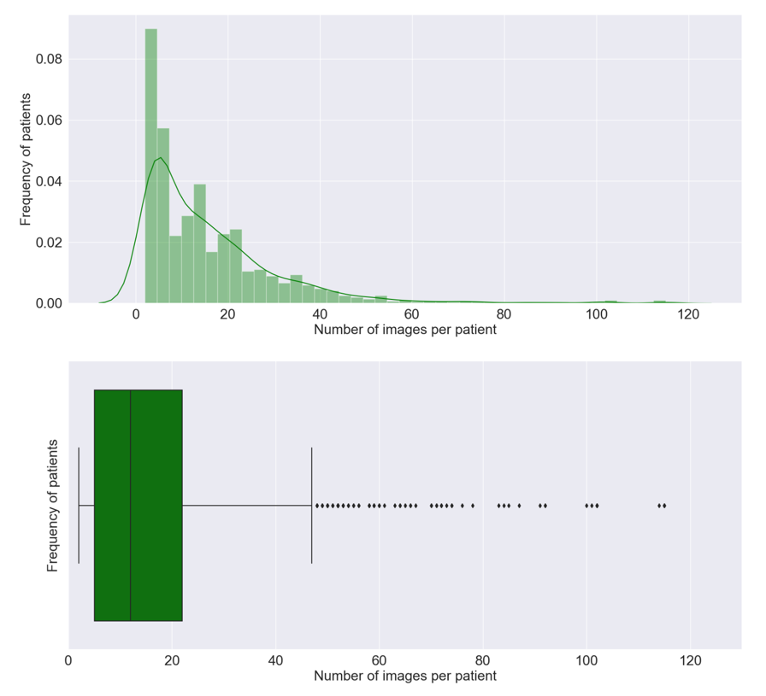 0.08
0.06
0.04
0.02
0.00
Frequency of patients
0 20 40 60 80 100 120
Number of images per patient
Frequency of patients
0 20 40 60 80 100 120
Number of images per patient